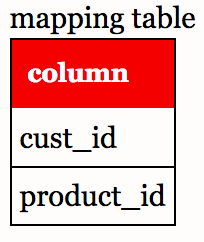 mapping table
column
cust_id
product_id